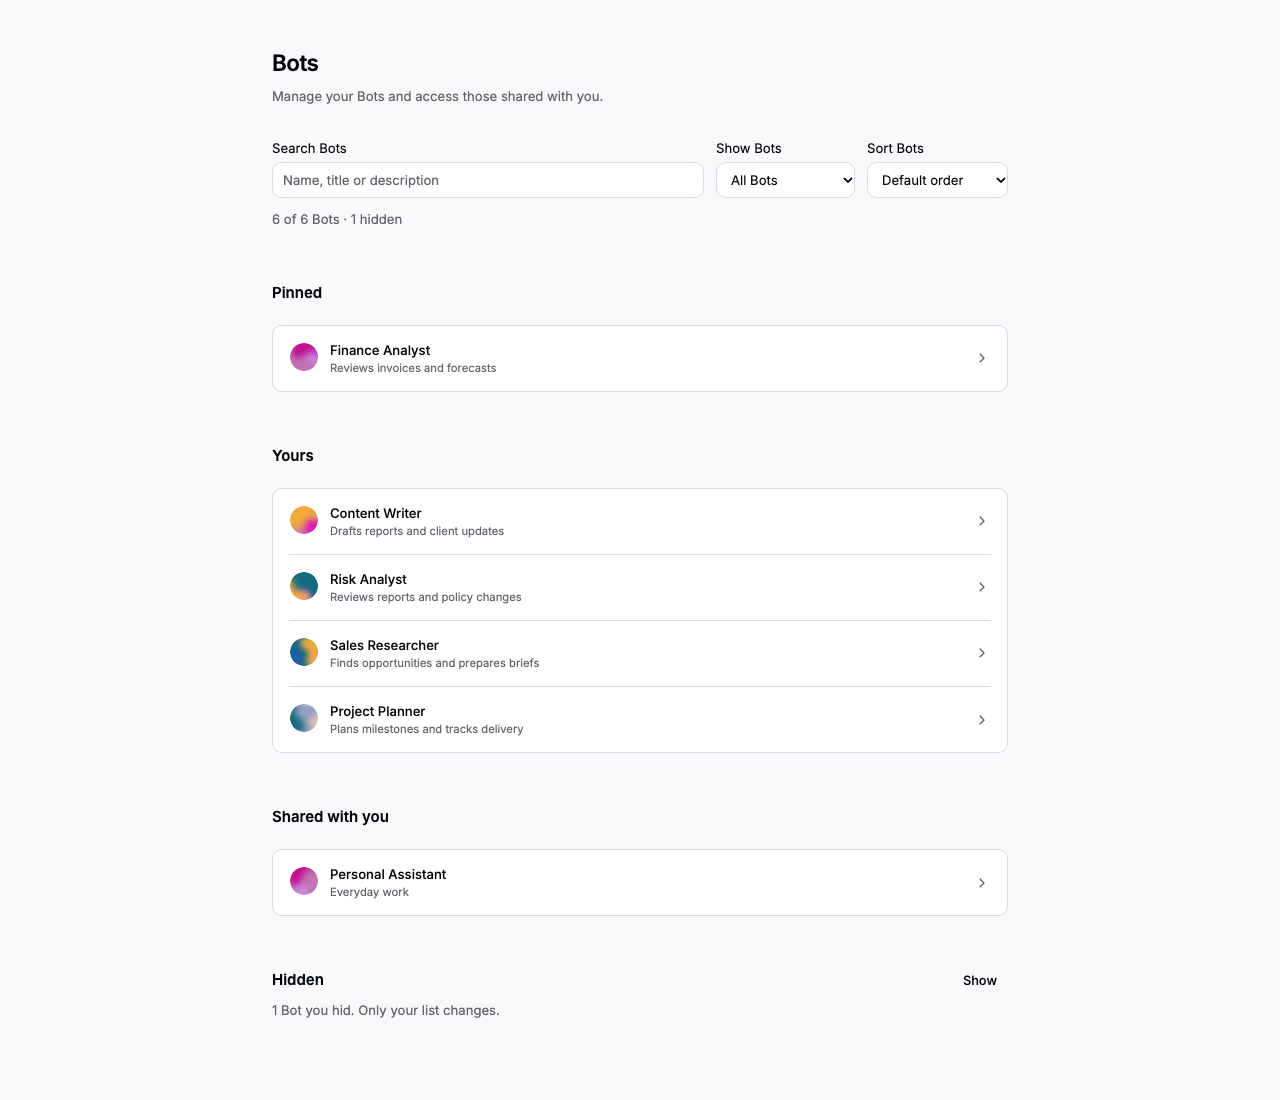 Bots
Manage your Bots and access those shared with you.
Search Bots
Show Bots
Sort Bots
Name, title or description
All Bots
Default order
6 of 6 Bots · 1 hidden
Pinned
Finance Analyst
Reviews invoices and forecasts
Yours
Content Writer
Drafts reports and client updates
Risk Analyst
Reviews reports and policy changes
Sales Researcher
Finds opportunities and prepares briefs
Project Planner
Plans milestones and tracks delivery
Shared with you
Personal Assistant
Everyday work
Hidden
Show
1 Bot you hid. Only your list changes.